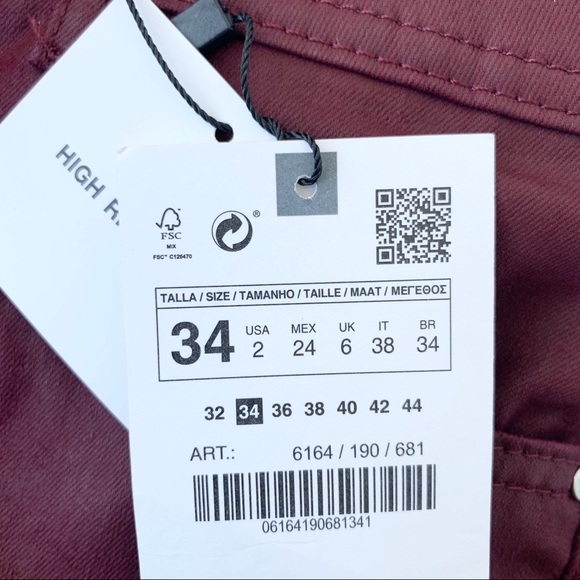 HIGH
FSC
MIX
FSC™ C126470
®
TALLA / SIZE / TAMANHO / TAILLE / MAAT / ΜΕΓΕΘΟΣ
34 USA 2 MEX 24 UK 6 IT 38 BR 34
32 34 36 38 40 42 44
ART.: 6164 / 190 / 681
06164190681341